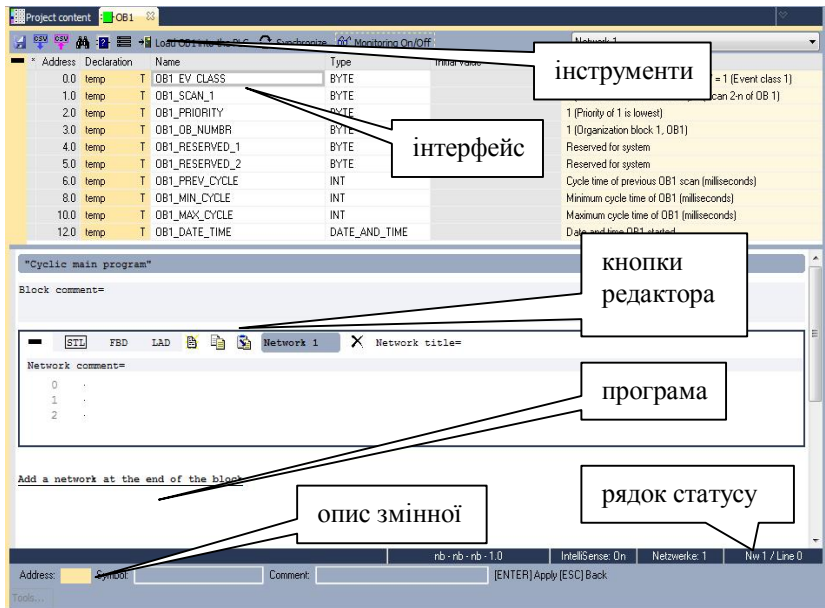 Project content OB1
Load OB1 into the PLC Synchronize Monitoring On/Off Network 1
Address Declaration Name Type Initial value
інструменти
0.0 temp T OB1_EV_CLASS BYTE = 1 (Event class 1)
1.0 temp T OB1_SCAN_1 BYTE scan 2-n of OB 1)
2.0 temp T OB1_PRIORITY BYTE 1 (Priority of 1 is lowest)
3.0 temp T OB1_OB_NUMBR BYTE 1 (Organization block 1, OB1)
інтерфейс
4.0 temp T OB1_RESERVED_1 BYTE Reserved for system
5.0 temp T OB1_RESERVED_2 BYTE Reserved for system
6.0 temp T OB1_PREV_CYCLE INT Cycle time of previous OB1 scan (milliseconds)
8.0 temp T OB1_MIN_CYCLE INT Minimum cycle time of OB1 (milliseconds)
10.0 temp T OB1_MAX_CYCLE INT Maximum cycle time of OB1 (milliseconds)
12.0 temp T OB1_DATE_TIME DATE_AND_TIME Date and time OB1 started
"Cyclic main program"
Block comment=
кнопки
редактора
STL FBD LAD Network 1 Network title=
Network comment=
0 .
1 .
2 .
програма
Add a network at the end of the block
рядок статусу
опис змінної
nb - nb - nb - 1.0 IntelliSense: On Netzwerke: 1 Nw 1 / Line 0
Address: Symbol: Comment: [ENTER] Apply [ESC] Back
Tools...